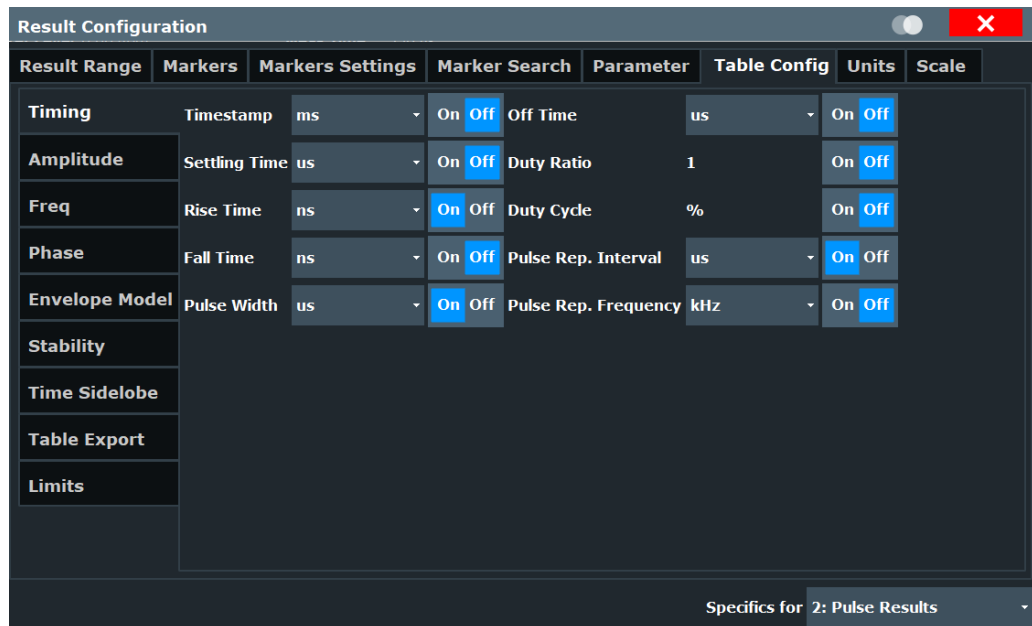 Result Configuration
Result Range Markers Markers Settings Marker Search Parameter Table Config Units Scale
Timing Timestamp ms On Off Off Time us On Off
Amplitude Settling Time us On Off Duty Ratio 1 On Off
Freq Rise Time ns On Off Duty Cycle % On Off
Phase Fall Time ns On Off Pulse Rep. Interval us On Off
Envelope Model Pulse Width us On Off Pulse Rep. Frequency kHz On Off
Stability
Time Sidelobe
Table Export
Limits
Specifics for 2: Pulse Results